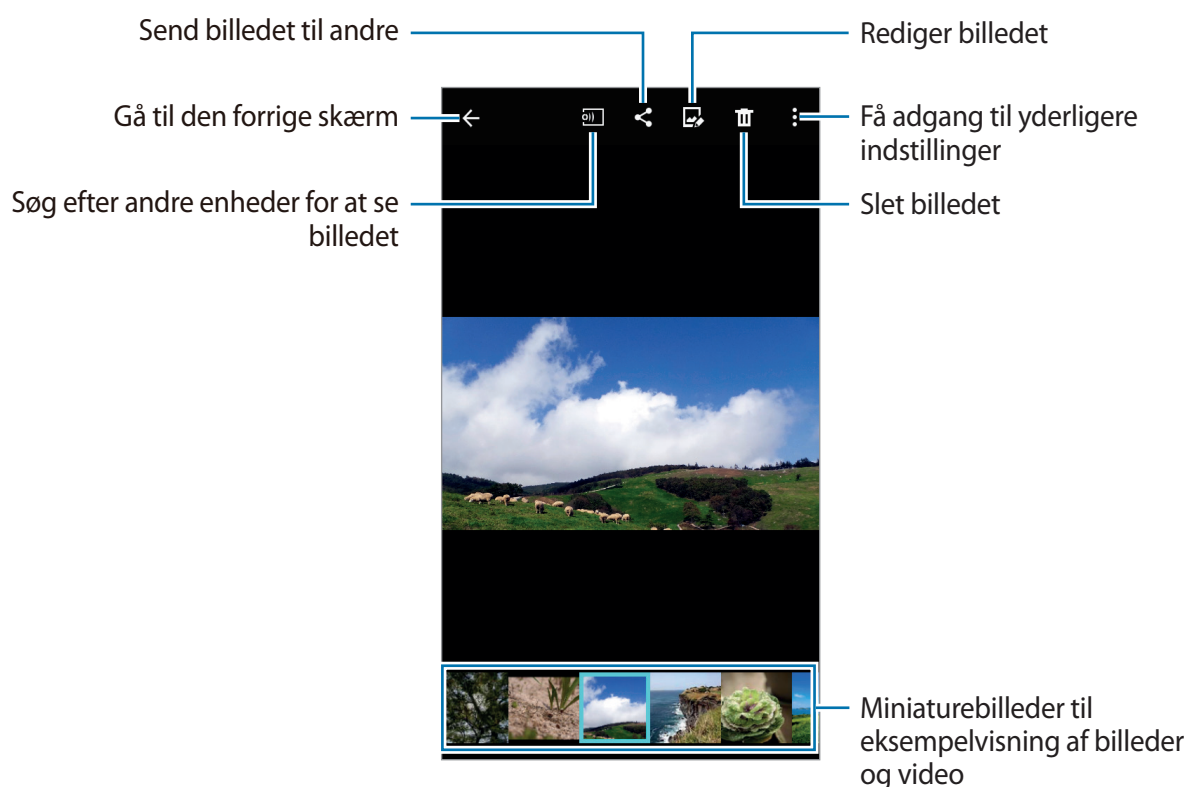 Send billedet til andre
Rediger billedet
Gå til den forrige skærm
Få adgang til yderligere
indstillinger
Søg efter andre enheder for at se
billedet
Slet billedet
Miniaturebilleder til
eksempelvisning af billeder
og video